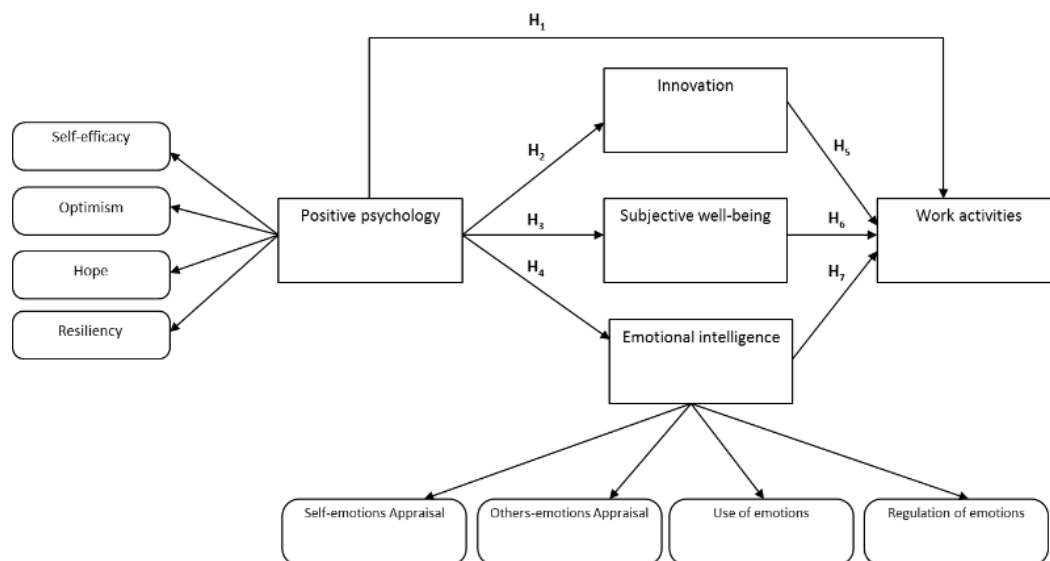 H₁
Innovation
Self-efficacy
H₂
H₅
Optimism
Positive psychology
H₃
Subjective well-being
H₆
Work activities
Hope
H₄
H₇
Resiliency
Emotional intelligence
Self-emotions Appraisal
Others-emotions Appraisal
Use of emotions
Regulation of emotions